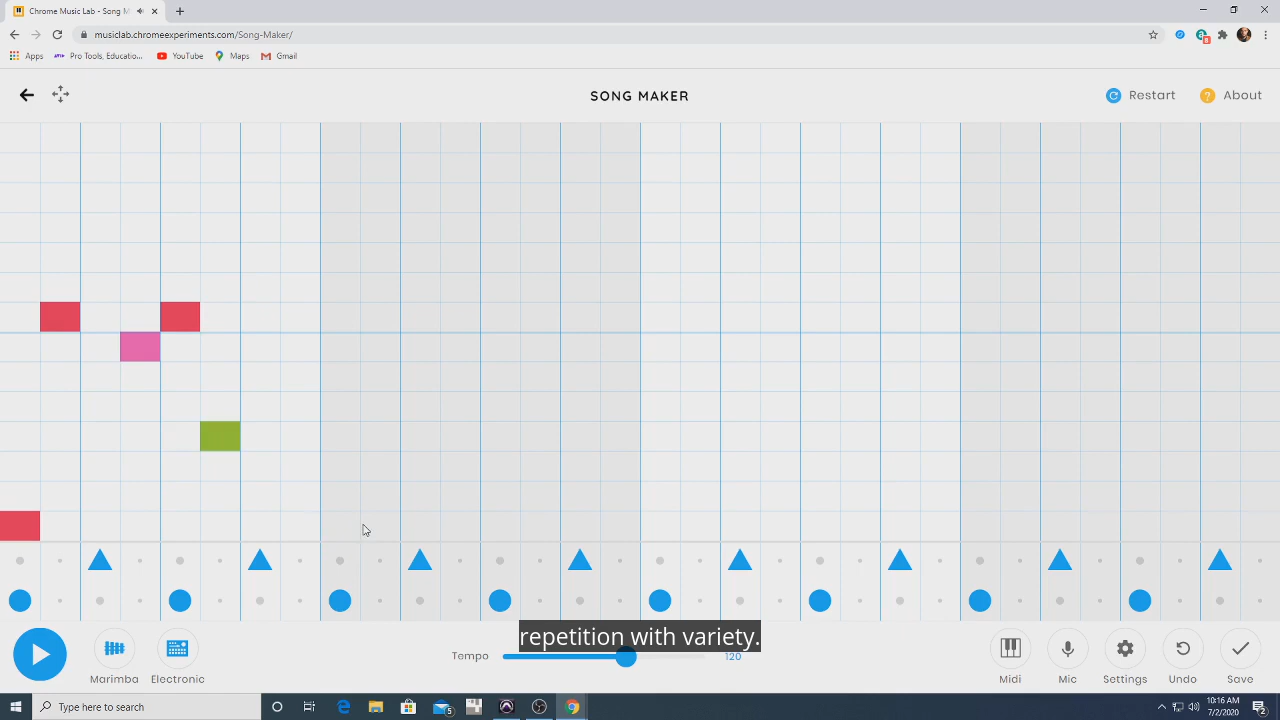 Chrome Music Lab - Song M
musiclab.chromeexperiments.com/Song-Maker/
Apps
Pro Tools, Educatio...
YouTube
Maps
Gmail
SONG MAKER
Restart
About
repetition with variety.
Marimba
Electronic
Tempo
120
Midi
Mic
Settings
Undo
Save
Type here to search
10:16 AM
7/2/2020